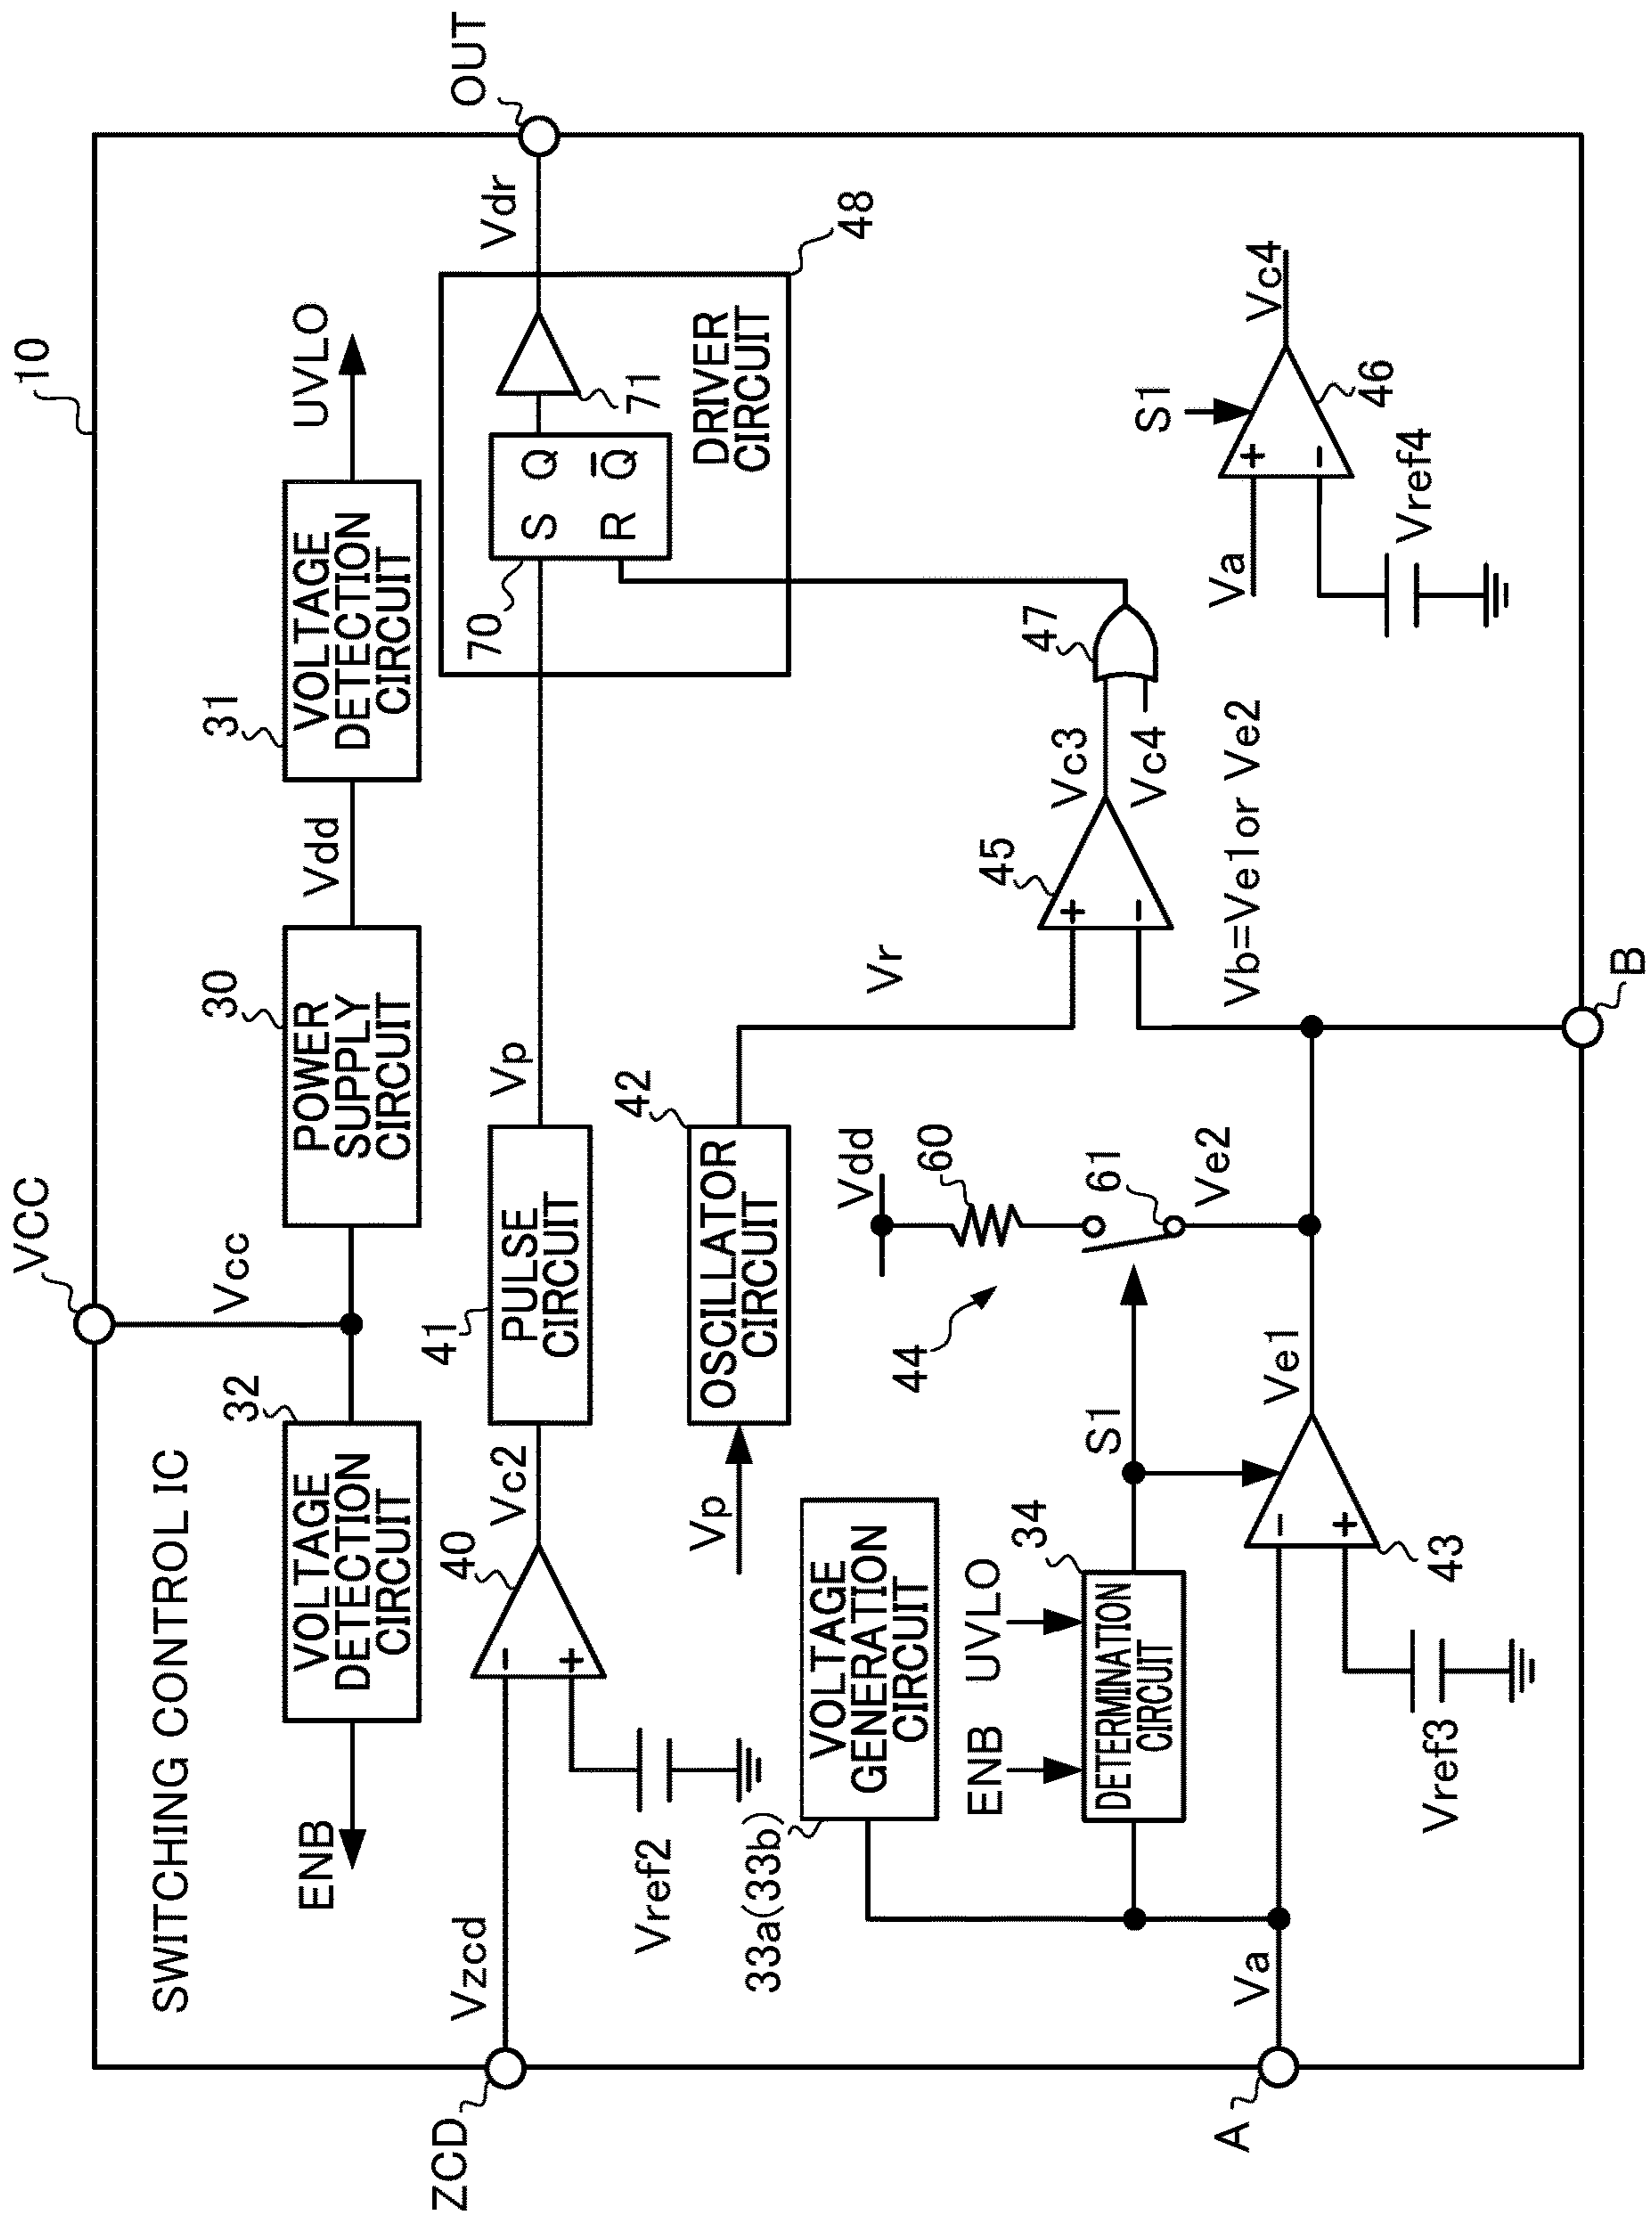 10
VCC
SWITCHING CONTROL IC
Vcc
ENB
32
VOLTAGE
DETECTION
CIRCUIT
30
POWER
SUPPLY
CIRCUIT
Vdd
31
VOLTAGE
DETECTION
CIRCUIT
UVLO
ZCD
Vzcd
40
-
+
Vref2
Vc2
41
PULSE
CIRCUIT
Vp
70
S Q
R Q̅
71
DRIVER
CIRCUIT
48
Vdr
OUT
Vp
42
OSCILLATOR
CIRCUIT
Vr
33a(33b)
VOLTAGE
GENERATION
CIRCUIT
ENB
UVLO
34
DETERMINATION
CIRCUIT
S1
44
Vdd
60
61
Ve2
45
+
-
Vc3
Vc4
47
Vb=Ve1or Ve2
A
Va
-
+
43
Vref3
Ve1
B
S1
Va
+
-
46
Vref4
Vc4